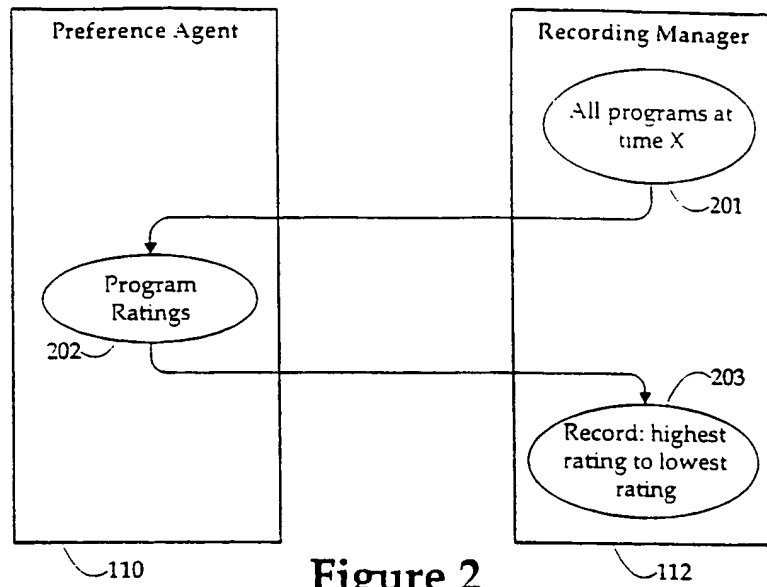 Preference Agent
Recording Manager
All programs at
time X
201
Program
Ratings
202
203
Record: highest
rating to lowest
rating
110
112
Figure 2